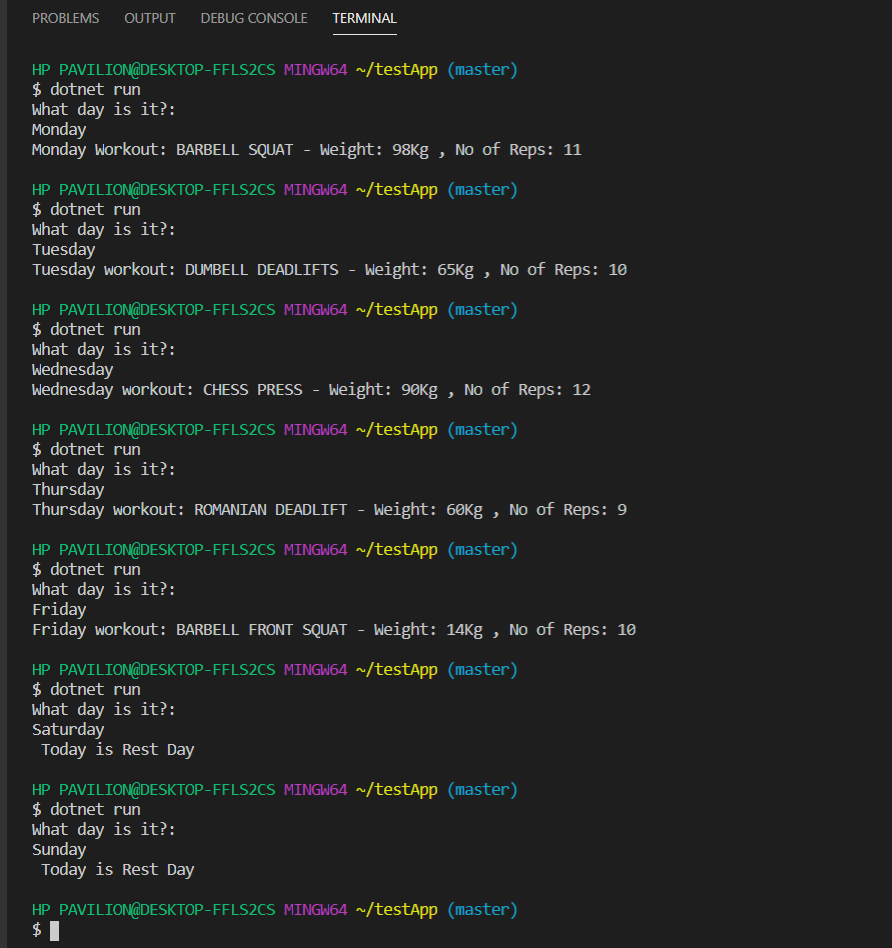 PROBLEMS OUTPUT DEBUG CONSOLE TERMINAL
HP PAVILION@DESKTOP-FFLS2CS MINGW64 ~/testApp (master)
$ dotnet run
What day is it?:
Monday
Monday Workout: BARBELL SQUAT - Weight: 98Kg , No of Reps: 11
HP PAVILION@DESKTOP-FFLS2CS MINGW64 ~/testApp (master)
$ dotnet run
What day is it?:
Tuesday
Tuesday workout: DUMBELL DEADLIFTS - Weight: 65Kg , No of Reps: 10
HP PAVILION@DESKTOP-FFLS2CS MINGW64 ~/testApp (master)
$ dotnet run
What day is it?:
Wednesday
Wednesday workout: CHESS PRESS - Weight: 90Kg , No of Reps: 12
HP PAVILION@DESKTOP-FFLS2CS MINGW64 ~/testApp (master)
$ dotnet run
What day is it?:
Thursday
Thursday workout: ROMANIAN DEADLIFT - Weight: 60Kg , No of Reps: 9
HP PAVILION@DESKTOP-FFLS2CS MINGW64 ~/testApp (master)
$ dotnet run
What day is it?:
Friday
Friday workout: BARBELL FRONT SQUAT - Weight: 14Kg , No of Reps: 10
HP PAVILION@DESKTOP-FFLS2CS MINGW64 ~/testApp (master)
$ dotnet run
What day is it?:
Saturday
 Today is Rest Day
HP PAVILION@DESKTOP-FFLS2CS MINGW64 ~/testApp (master)
$ dotnet run
What day is it?:
Sunday
 Today is Rest Day
HP PAVILION@DESKTOP-FFLS2CS MINGW64 ~/testApp (master)
$